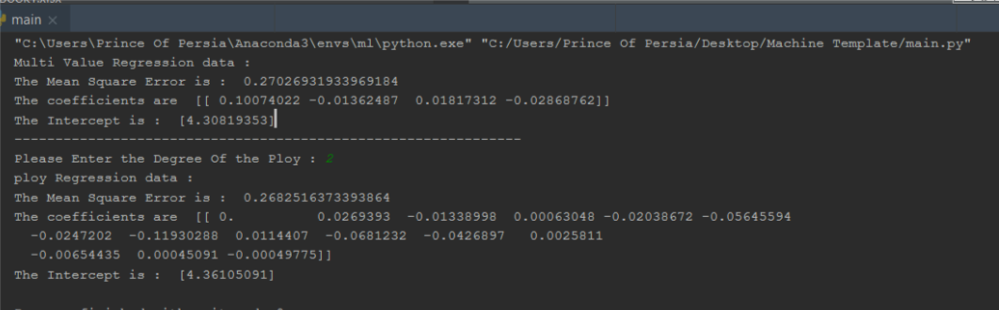 main ×
"C:\Users\Prince Of Persia\Anaconda3\envs\ml\python.exe" "C:/Users/Prince Of Persia/Desktop/Machine Template/main.py"
Multi Value Regression data :
The Mean Square Error is :  0.27026931933969184
The coefficients are  [[ 0.10074022 -0.01362487  0.01817312 -0.02868762]]
The Intercept is :  [4.30819353]
--------------------------------------------------------------
Please Enter the Degree Of the Ploy : 2
ploy Regression data :
The Mean Square Error is :  0.2682516373393864
The coefficients are  [[ 0.          0.0269393  -0.01338998  0.00063048 -0.02038672 -0.05645594
-0.0247202  -0.11930288  0.0114407  -0.0681232  -0.0426897   0.0025811
-0.00654435  0.00045091 -0.00049775]]
The Intercept is :  [4.36105091]